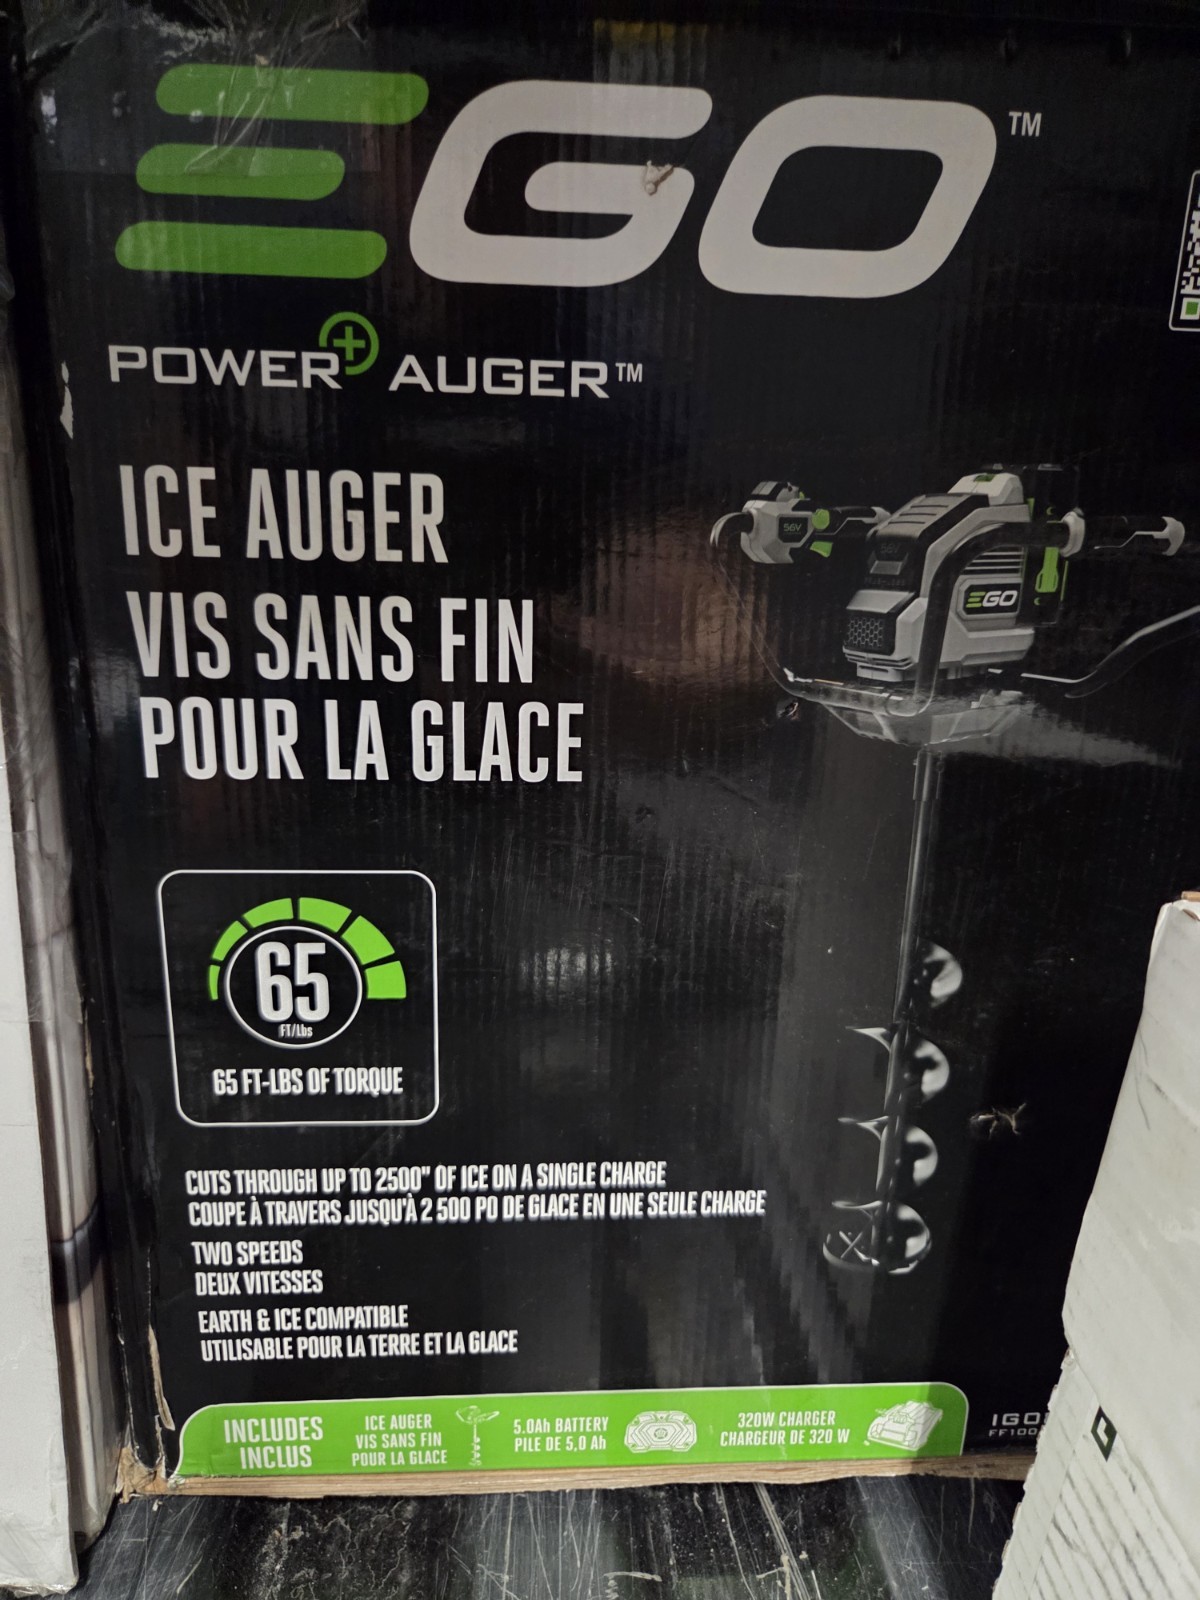 EGO™
POWER+ AUGER™
ICE AUGER
VIS SANS FIN
POUR LA GLACE
56V
56V
EGO
65
FT/Lbs
65 FT-LBS OF TORQUE
CUTS THROUGH UP TO 2500" OF ICE ON A SINGLE CHARGE
COUPE À TRAVERS JUSQU'À 2 500 PO DE GLACE EN UNE SEULE CHARGE
TWO SPEEDS
DEUX VITESSES
EARTH & ICE COMPATIBLE
UTILISABLE POUR LA TERRE ET LA GLACE
INCLUDES
INCLUS
ICE AUGER
VIS SANS FIN
POUR LA GLACE
5.0Ah BATTERY
PILE DE 5,0 Ah
320W CHARGER
CHARGEUR DE 320 W